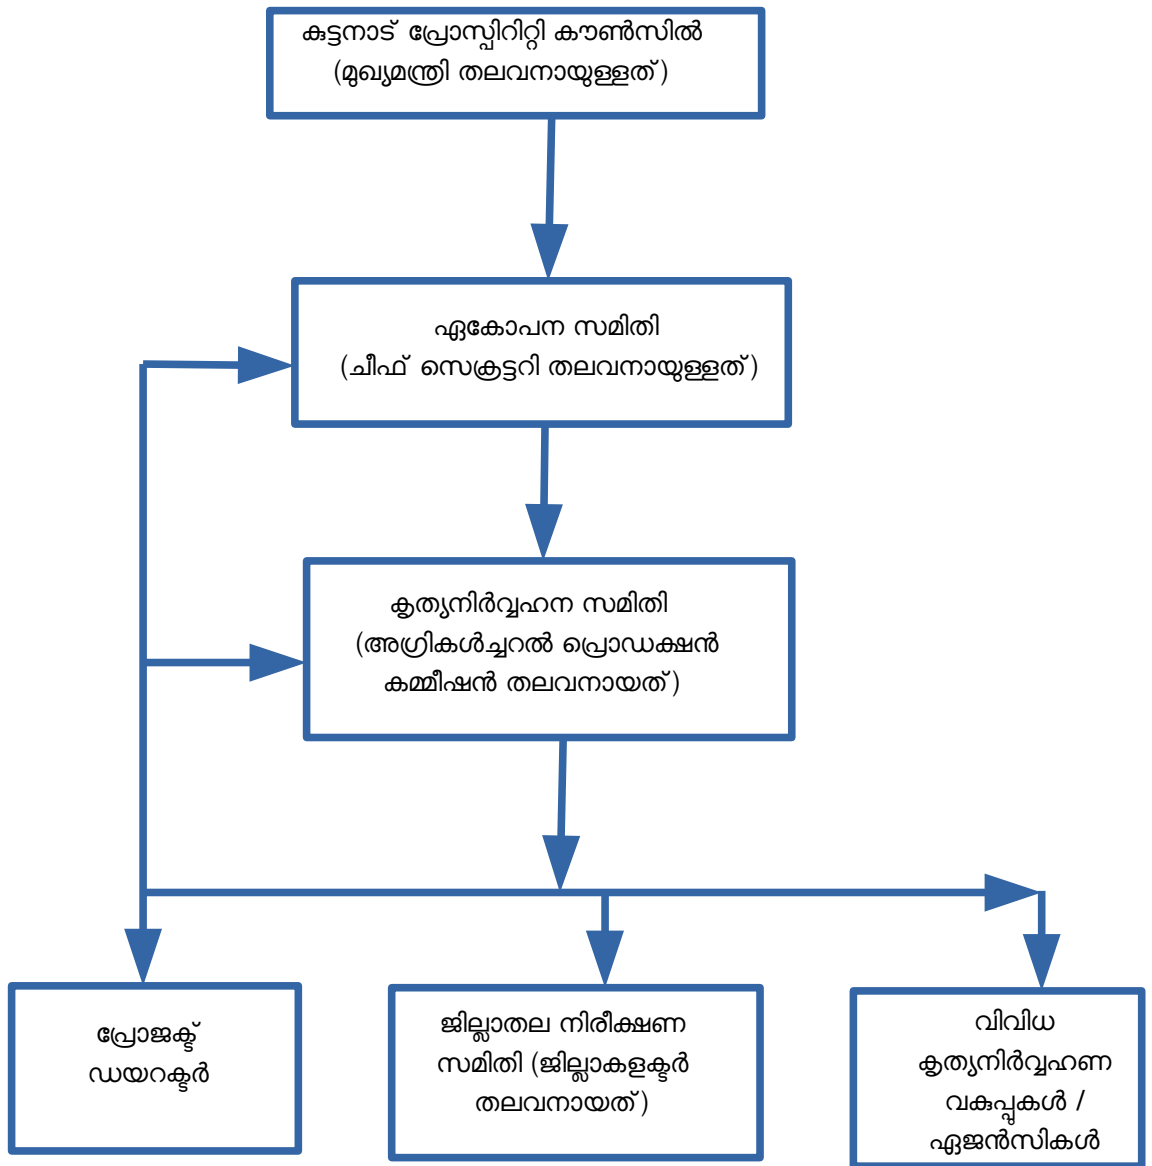 കുട്ടനാട് പ്രോസ്പിരിറ്റി കൗൺസിൽ
(മുഖ്യമന്ത്രി തലവനായുള്ളത്)
ഏകോപന സമിതി
(ചീഫ് സെക്രട്ടറി തലവനായുള്ളത്)
കൃത്യനിർവ്വഹന സമിതി
(അഗ്രികൾച്ചറൽ പ്രൊഡക്ഷൻ
കമ്മീഷൻ തലവനായത്)
പ്രോജക്ട്
ഡയറക്ടർ
ജില്ലാതല നിരീക്ഷണ
സമിതി (ജില്ലാകളക്ടർ
തലവനായത്)
വിവിധ
കൃത്യനിർവ്വഹണ
വകുപ്പുകൾ /
ഏജൻസികൾ